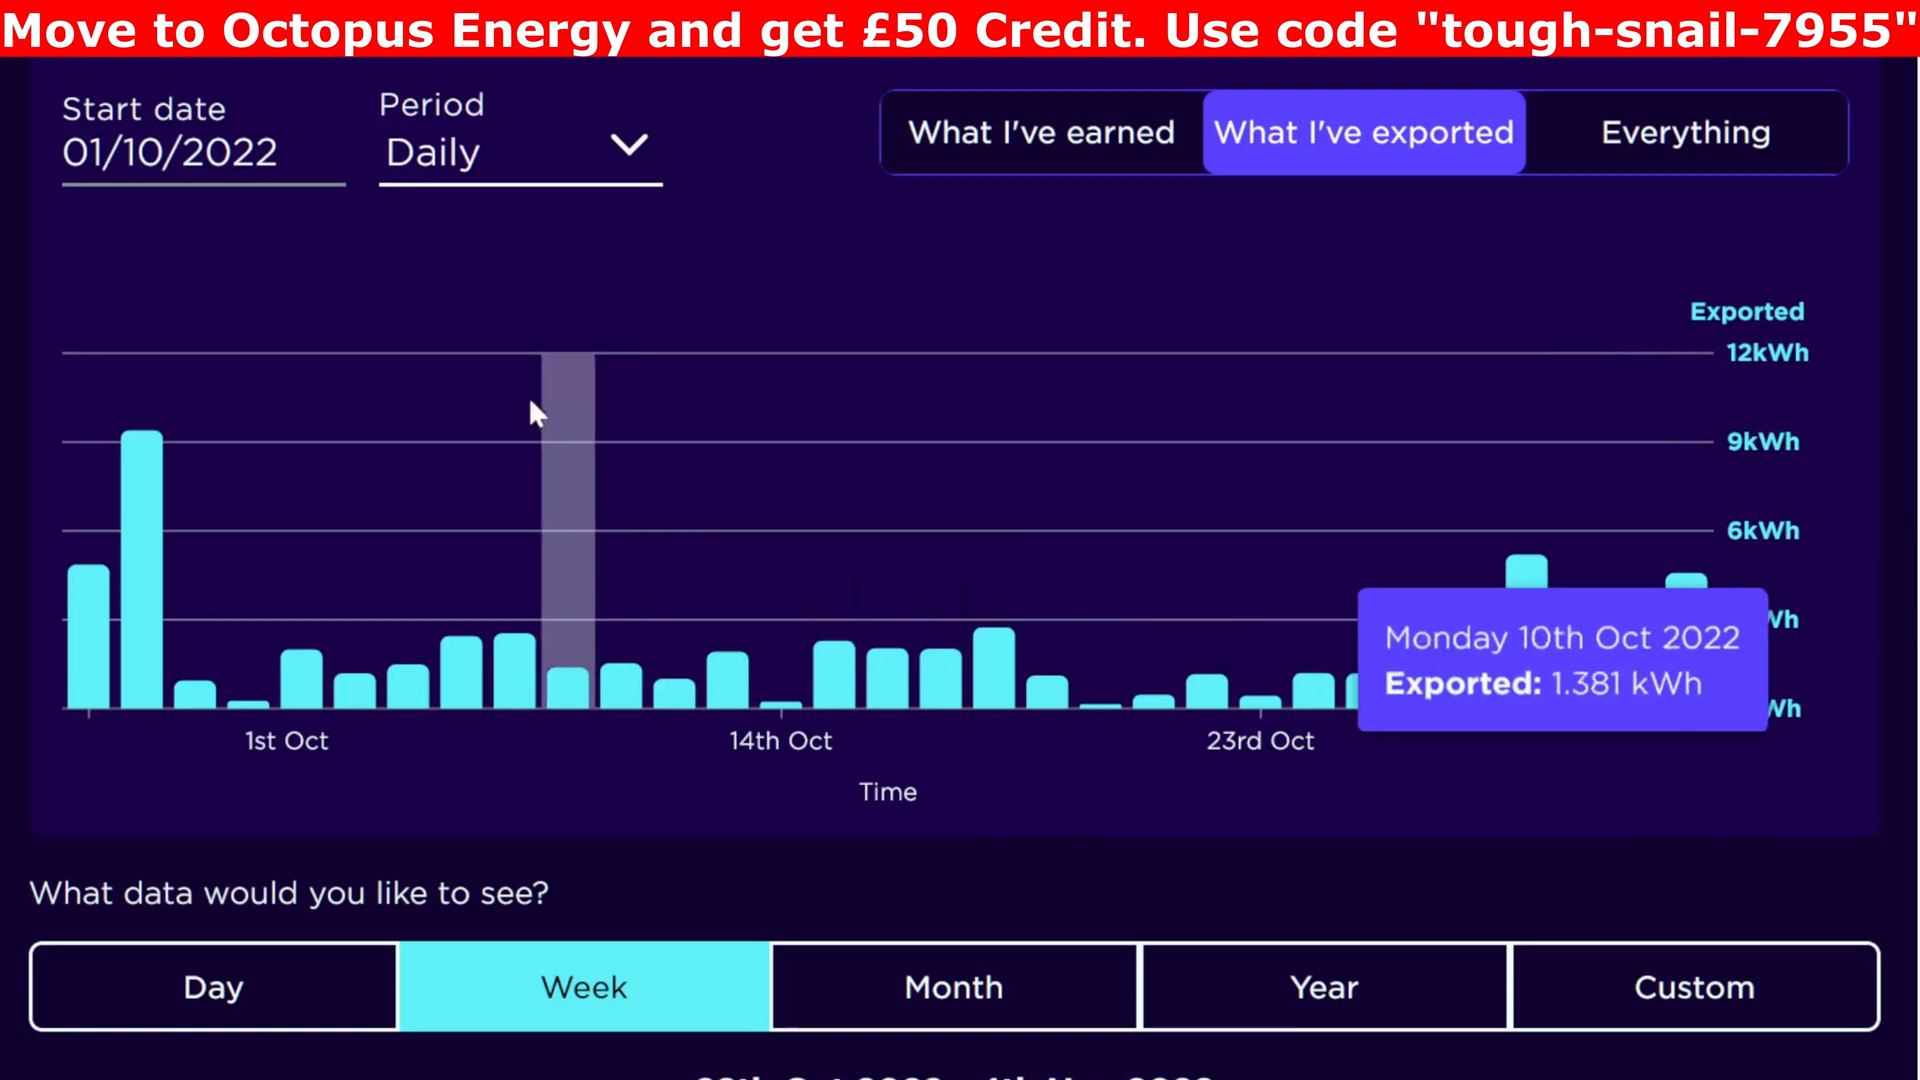 Move to Octopus Energy and get £50 Credit. Use code "tough-snail-7955"
Start date
01/10/2022
Period
Daily
What I've earned
What I've exported
Everything
Exported
12kWh
9kWh
6kWh
Monday 10th Oct 2022
Exported: 1.381 kWh
1st Oct
14th Oct
23rd Oct
Time
What data would you like to see?
Day
Week
Month
Year
Custom